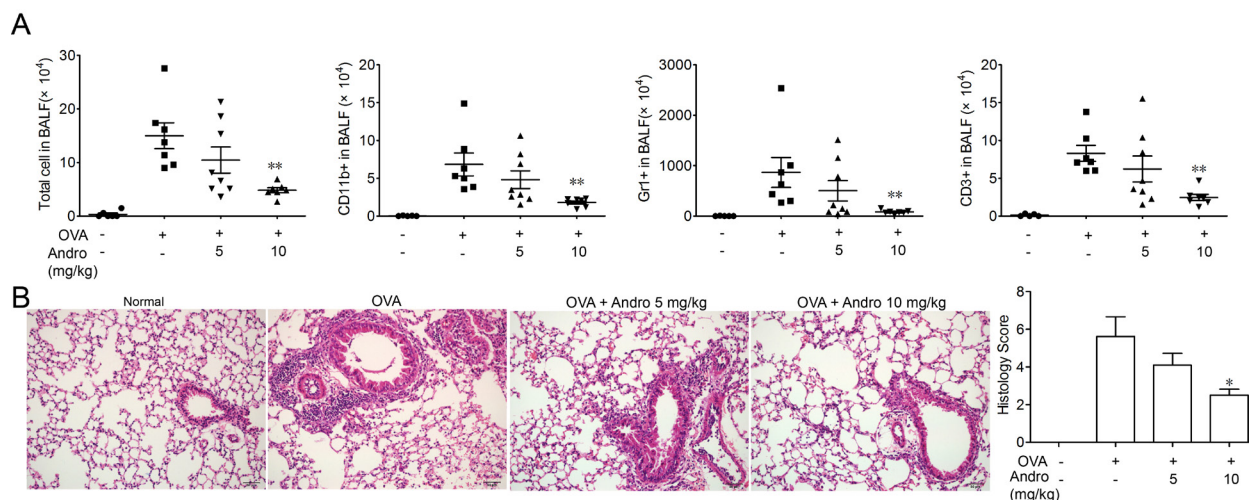 A
Total cell in BALF(× 10⁴)
30
20
10
0
OVA - + + +
Andro - - 5 10
(mg/kg)
**
CD11b+ in BALF (× 10⁴)
20
15
10
5
0
- + + +
- - 5 10
**
Gr1+ in BALF(× 10⁴)
3000
2000
1000
0
- + + +
- - 5 10
**
CD3+ in BALF (× 10⁴)
20
15
10
5
0
- + + +
- - 5 10
**
B
Normal
OVA
OVA + Andro 5 mg/kg
OVA + Andro 10 mg/kg
Histology Score
8
6
4
2
0
*
OVA - + + +
Andro - - 5 10
(mg/kg)